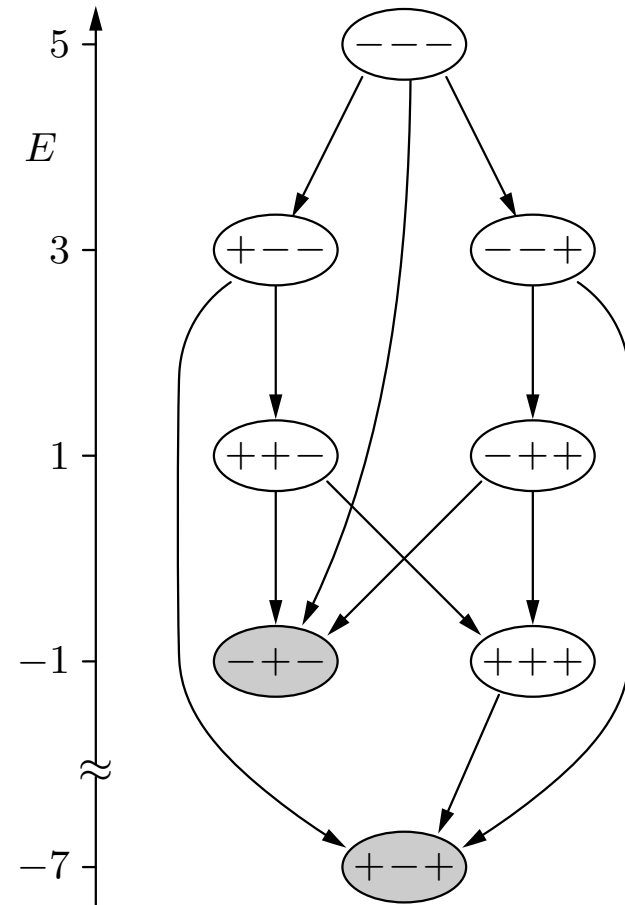 5 − − −
E
3 + − − − − +
1 + + − − + +
−1 − + − + + +
≈
−7 + − +